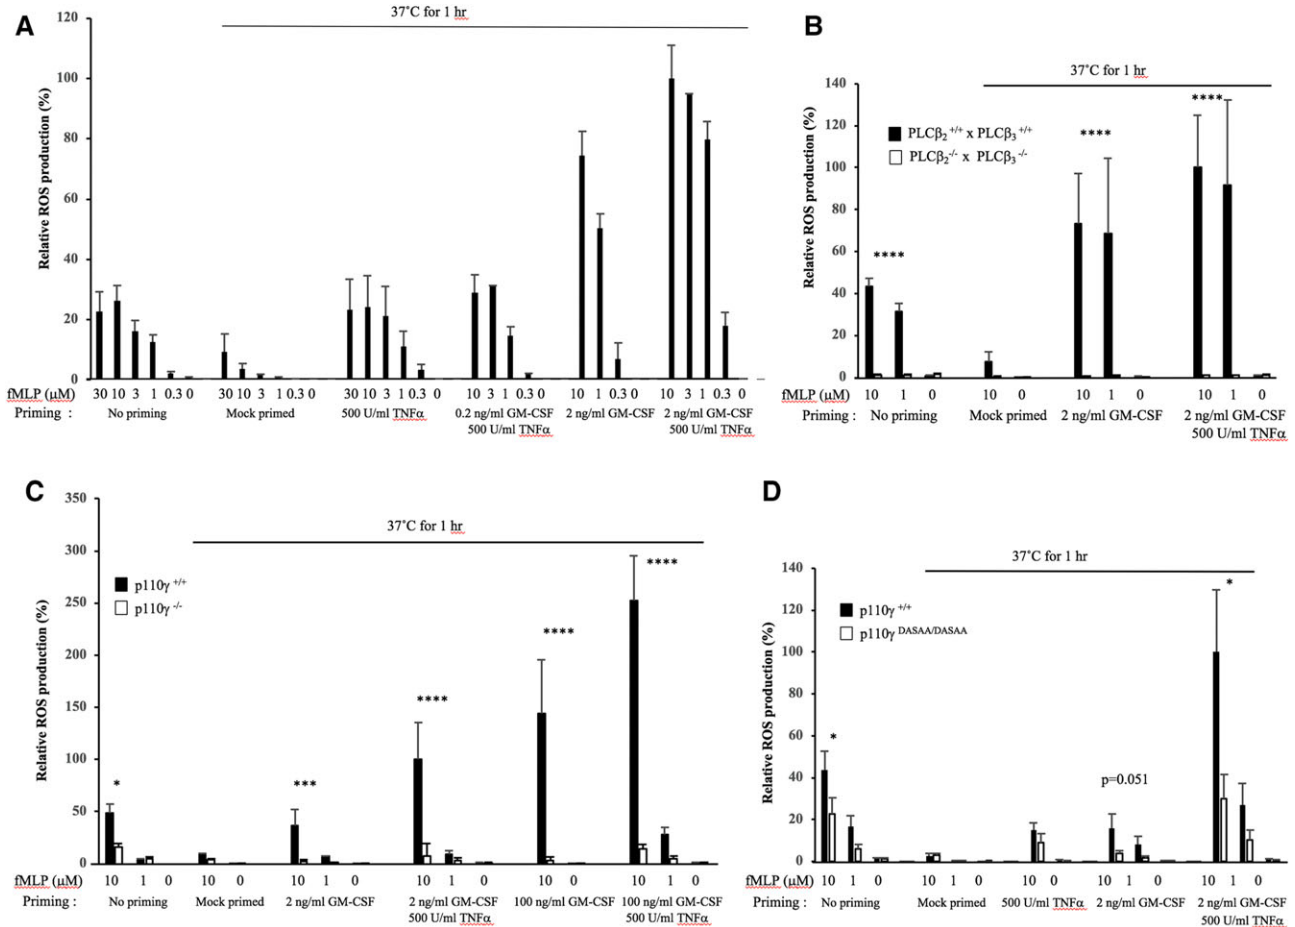 A
37˚C for 1 hr
Relative ROS production (%)
120
100
80
60
40
20
0
fMLP (μM) 30 10 3 1 0.3 0 30 10 3 1 0.3 0 30 10 3 1 0.3 0 10 3 1 0.3 0 10 1 0.3 0 10 3 1 0.3 0
Priming : No priming Mock primed 500 U/ml TNFα 0.2 ng/ml GM-CSF 2 ng/ml GM-CSF 2 ng/ml GM-CSF
500 U/ml TNFα 500 U/ml TNFα
B
37˚C for 1 hr
Relative ROS production (%)
140
120
100
80
60
40
20
0
PLCβ2 +/+ x PLCβ3 +/+
PLCβ2 -/- x PLCβ3 -/-
**** **** ****
fMLP (μM) 10 1 0 10 0 10 1 0 10 1 0
Priming : No priming Mock primed 2 ng/ml GM-CSF 2 ng/ml GM-CSF
500 U/ml TNFα
C
37˚C for 1 hr
Relative ROS production (%)
350
300
250
200
150
100
50
0
p110γ +/+
p110γ -/-
* *** **** **** ****
fMLP (μM) 10 1 0 10 0 10 1 0 10 1 0 10 0 10 1 0
Priming : No priming Mock primed 2 ng/ml GM-CSF 2 ng/ml GM-CSF 100 ng/ml GM-CSF 100 ng/ml GM-CSF
500 U/ml TNFα 500 U/ml TNFα
D
37˚C for 1 hr
Relative ROS production (%)
140
120
100
80
60
40
20
0
p110γ +/+
p110γ DASAA/DASAA
* p=0.051 *
fMLP (μM) 10 1 0 10 1 0 10 0 10 1 0 10 1 0
Priming : No priming Mock primed 500 U/ml TNFα 2 ng/ml GM-CSF 2 ng/ml GM-CSF
500 U/ml TNFα